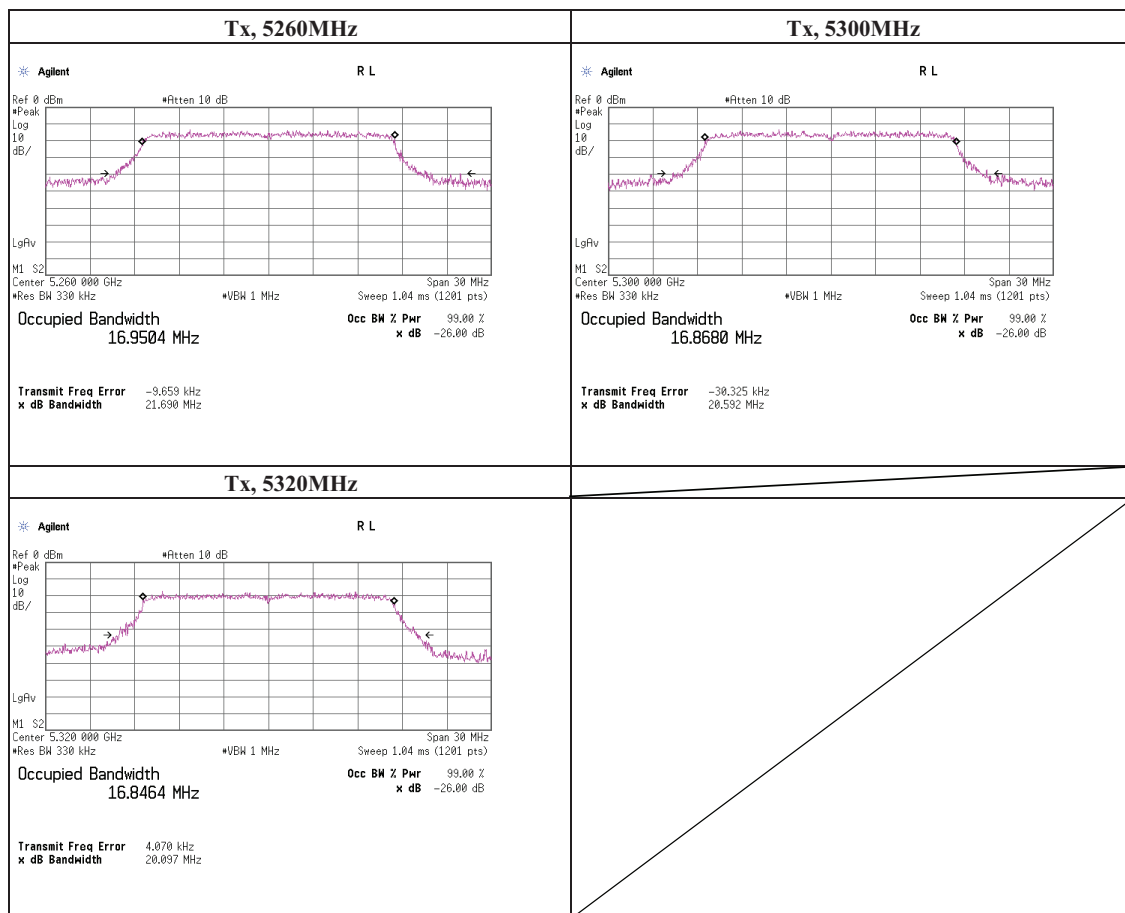 Tx, 5260MHz
Agilent
R L
Ref 0 dBm #Atten 10 dB
#Peak
Log
10
dB/
LgAv
M1 S2
Center 5.260 000 GHz Span 30 MHz
#Res BW 330 kHz #VBW 1 MHz Sweep 1.04 ms (1201 pts)
Occupied Bandwidth Occ BW % Pwr 99.00 %
16.9504 MHz x dB -26.00 dB
Transmit Freq Error -9.659 kHz
x dB Bandwidth 21.690 MHz
Tx, 5300MHz
Agilent
R L
Ref 0 dBm #Atten 10 dB
#Peak
Log
10
dB/
LgAv
M1 S2
Center 5.300 000 GHz Span 30 MHz
#Res BW 330 kHz #VBW 1 MHz Sweep 1.04 ms (1201 pts)
Occupied Bandwidth Occ BW % Pwr 99.00 %
16.8680 MHz x dB -26.00 dB
Transmit Freq Error -30.325 kHz
x dB Bandwidth 20.592 MHz
Tx, 5320MHz
Agilent
R L
Ref 0 dBm #Atten 10 dB
#Peak
Log
10
dB/
LgAv
M1 S2
Center 5.320 000 GHz Span 30 MHz
#Res BW 330 kHz #VBW 1 MHz Sweep 1.04 ms (1201 pts)
Occupied Bandwidth Occ BW % Pwr 99.00 %
16.8464 MHz x dB -26.00 dB
Transmit Freq Error 4.070 kHz
x dB Bandwidth 20.097 MHz